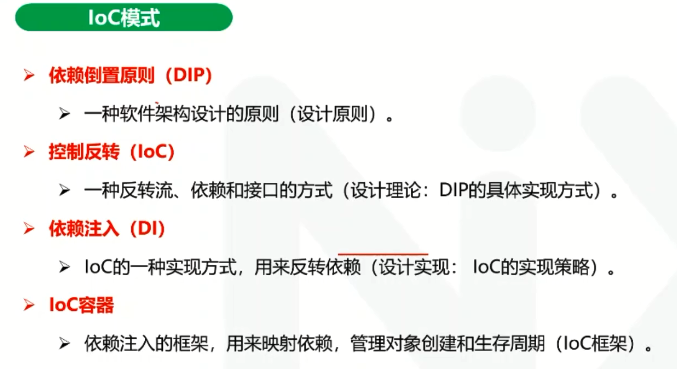 IoC模式
依赖倒置原则（DIP）
一种软件架构设计的原则（设计原则）。
控制反转（IoC）
一种反转流、依赖和接口的方式（设计理论：DIP的具体实现方式）。
依赖注入（DI）
IoC的一种实现方式，用来反转依赖（设计实现： IoC的实现策略）。
IoC容器
依赖注入的框架，用来映射依赖，管理对象创建和生存周期（IoC框架）。